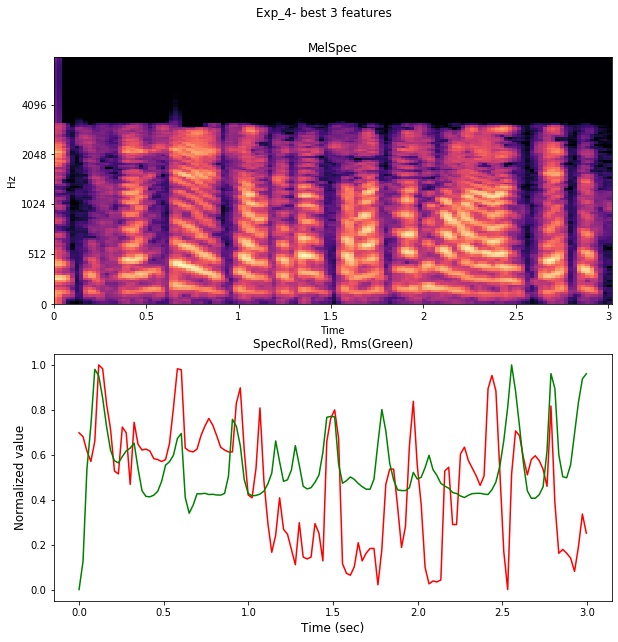 Exp_4- best 3 features
MelSpec
4096
2048
1024
512
0
Hz
0 0.5 1 1.5 2 2.5 3
Time
SpecRol(Red), Rms(Green)
1.0
0.8
0.6
0.4
0.2
0.0
Normalized value
0.0 0.5 1.0 1.5 2.0 2.5 3.0
Time (sec)